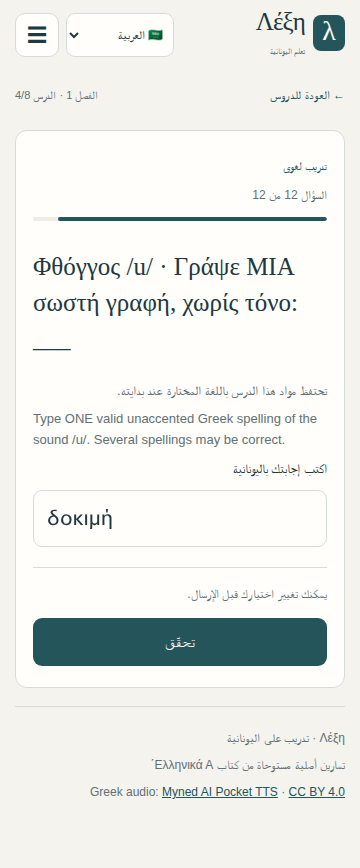 λ Λέξη
تعلم اليونانية
🇸🇦 العربية
← العودة للدروس
الفصل 1 · الدرس 4/8
تدريب لغوي
السؤال 12 من 12
Φθόγγος /u/ · Γράψε ΜΙΑ
σωστή γραφή, χωρίς τόνο:
___
تحتفظ مواد هذا الدرس باللغة المختارة عند بدايته.
Type ONE valid unaccented Greek spelling of the
sound /u/. Several spellings may be correct.
اكتب إجابتك باليونانية
δοκιμή
يمكنك تغيير اختيارك قبل الإرسال.
تحقّق
Λέξη · تدريب على اليونانية
تمارين أصلية مستوحاة من كتاب Ελληνικά Α΄
Greek audio: Myned AI Pocket TTS · CC BY 4.0